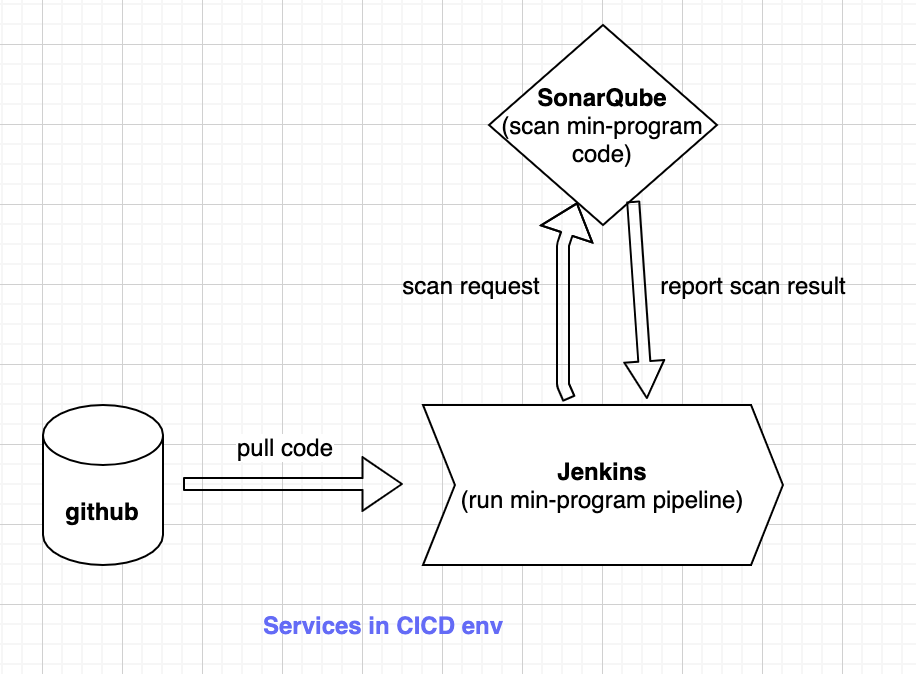 SonarQube
(scan min-program
code)
scan request
report scan result
pull code
github
Jenkins
(run min-program pipeline)
Services in CICD env